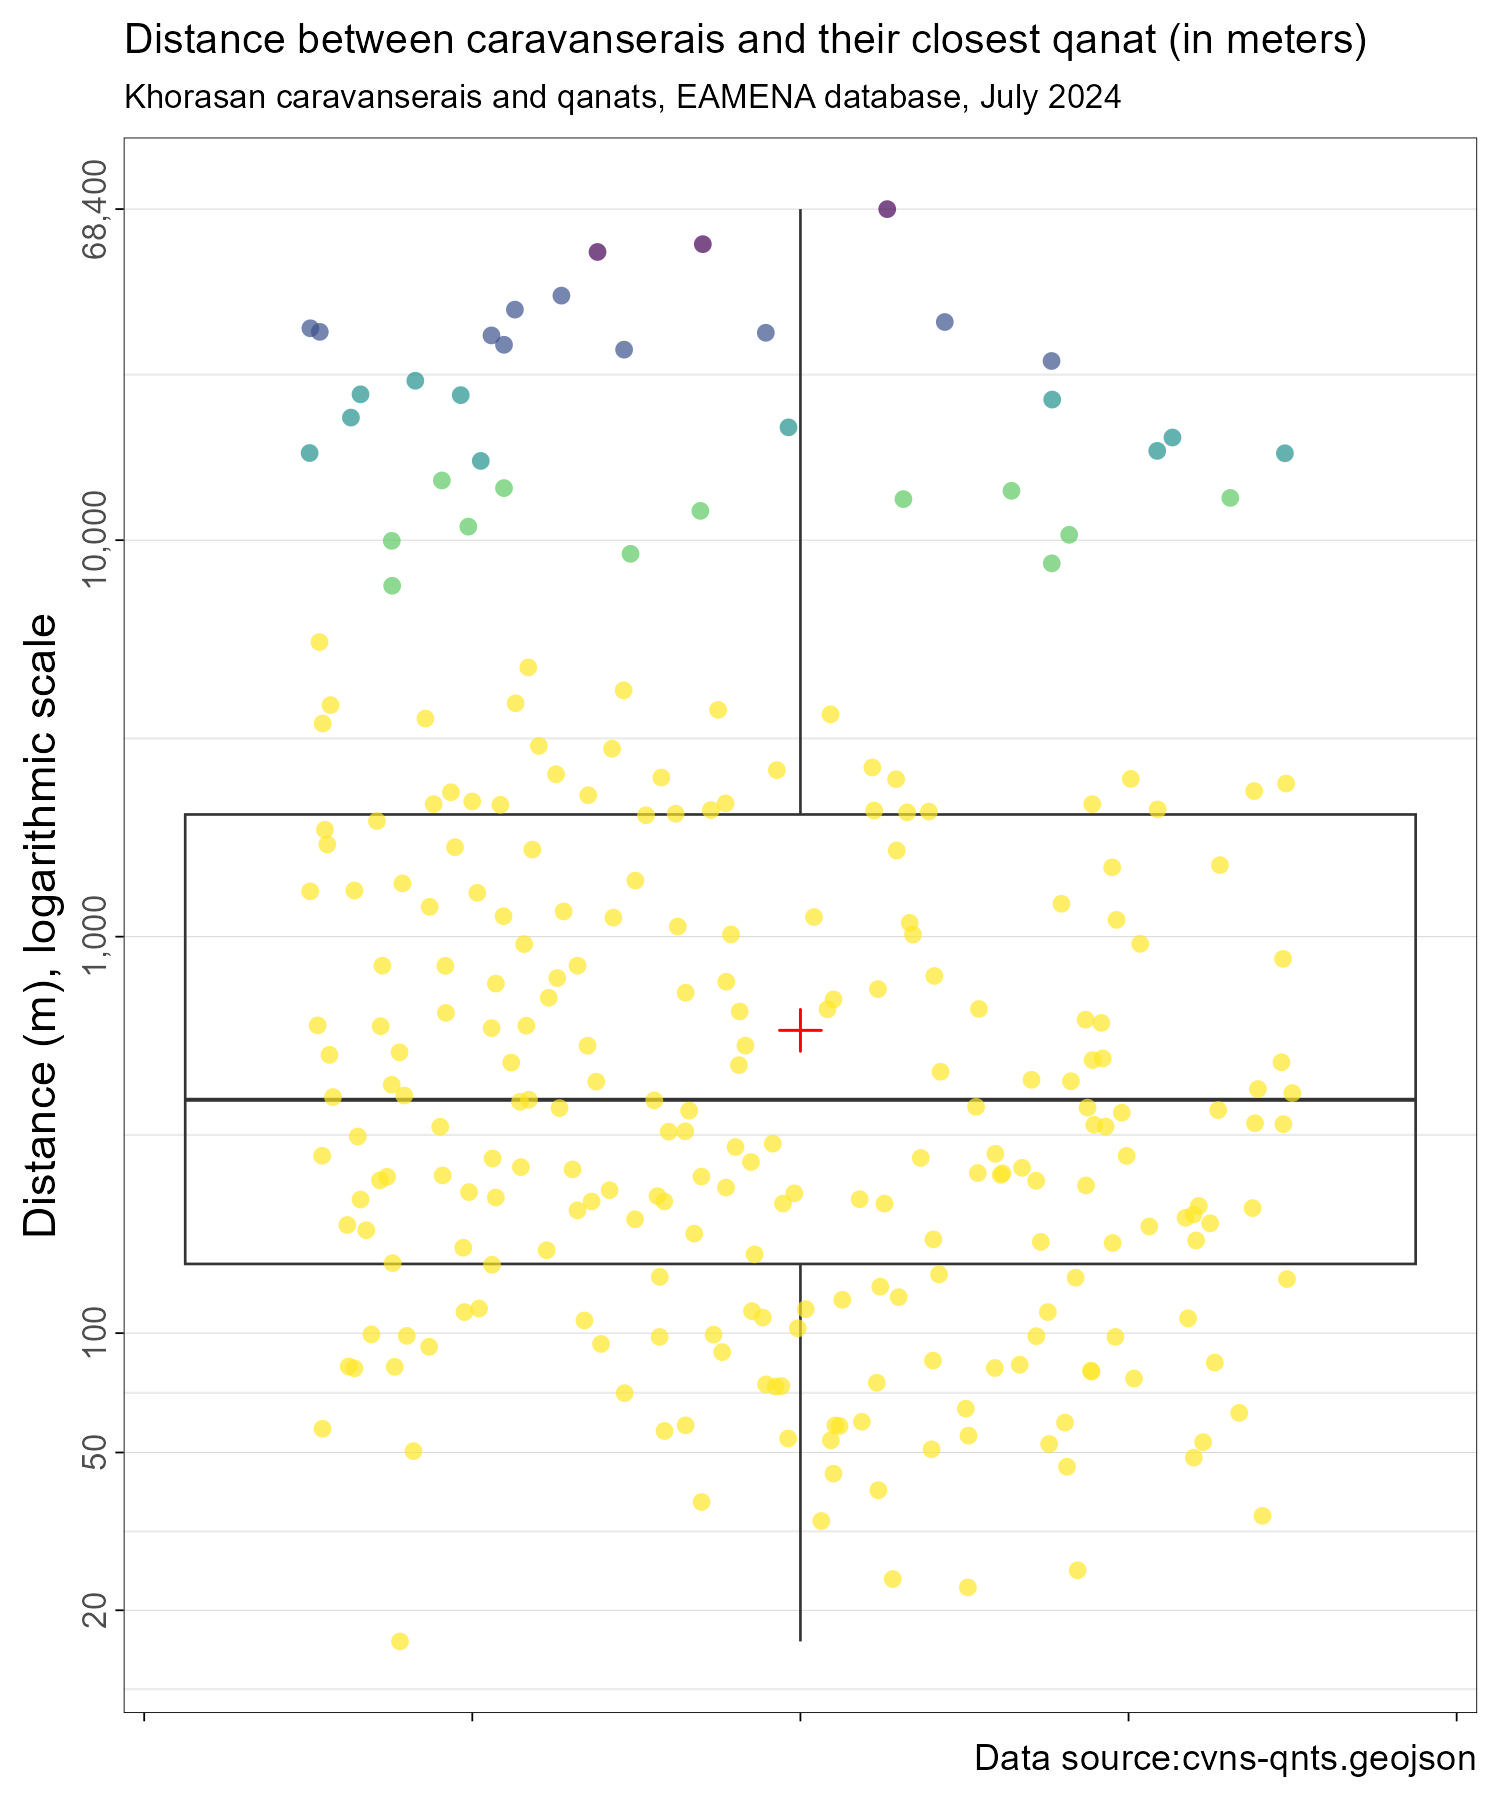 Distance between caravanserais and their closest qanat (in meters)
Khorasan caravanserais and qanats, EAMENA database, July 2024
68,400
10,000
1,000
100
50
20
Distance (m), logarithmic scale
Data source:cvns-qnts.geojson